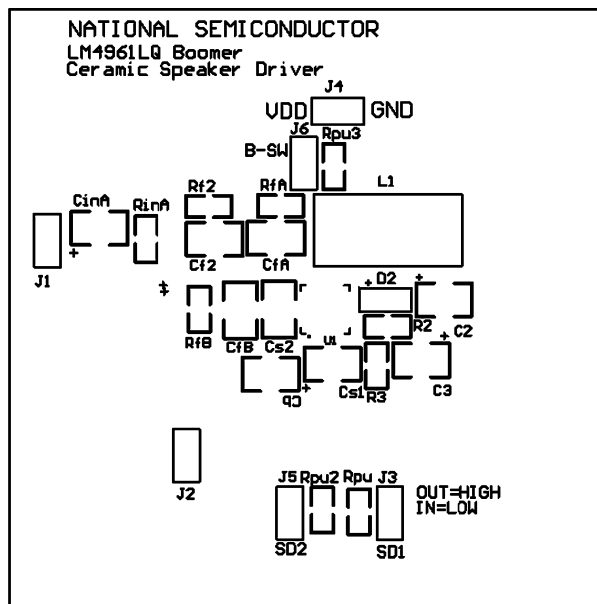 NATIONAL SEMICONDUCTOR
LM4961LQ Boomer
Ceramic Speaker Driver
J4
VDD GND
J6 Rpu3
B-SW
Rf2 RfA L1
CinA RinA
+
J1
Cf2 CfA
+ D2 +
RfB CfB Cs2 U1 R2 C2
+
Cb + Cs1 R3 C3
J2
J5 Rpu2 Rpu J3
OUT=HIGH
IN=LOW
SD2 SD1